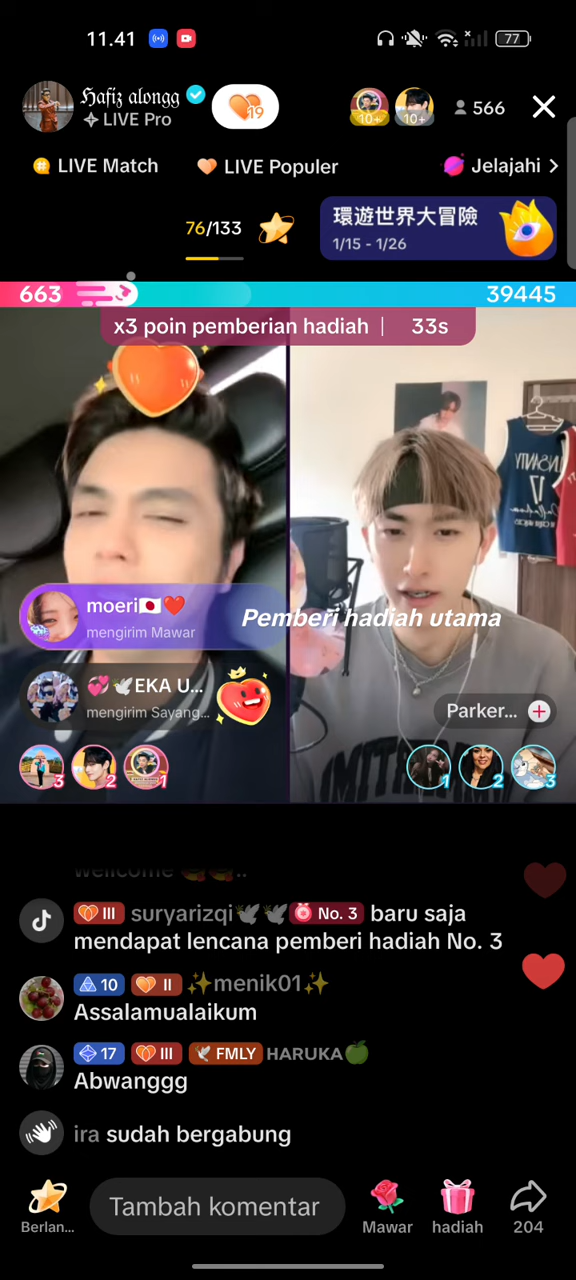 11.41
77
Hafiz alongg
LIVE Pro
19
10+
10+
566
LIVE Match
LIVE Populer
Jelajahi
76/133
環遊世界大冒險
1/15 - 1/26
663
39445
x3 poin pemberian hadiah | 33s
INSANITY
17
moeri🇯🇵❤️
mengirim Mawar
Pemberi hadiah utama
💞🕊️EKA U...
mengirim Sayang...
Parker...
3
2
1
1
2
3
wellcome 🥰🥰..
III suryarizqi🕊️🕊️ No. 3 baru saja
mendapat lencana pemberi hadiah No. 3
10 II ✨menik01✨
Assalamualaikum
17 III FMLY HARUKA🍏
Abwanggg
ira sudah bergabung
Berlan...
Tambah komentar
Mawar
hadiah
204